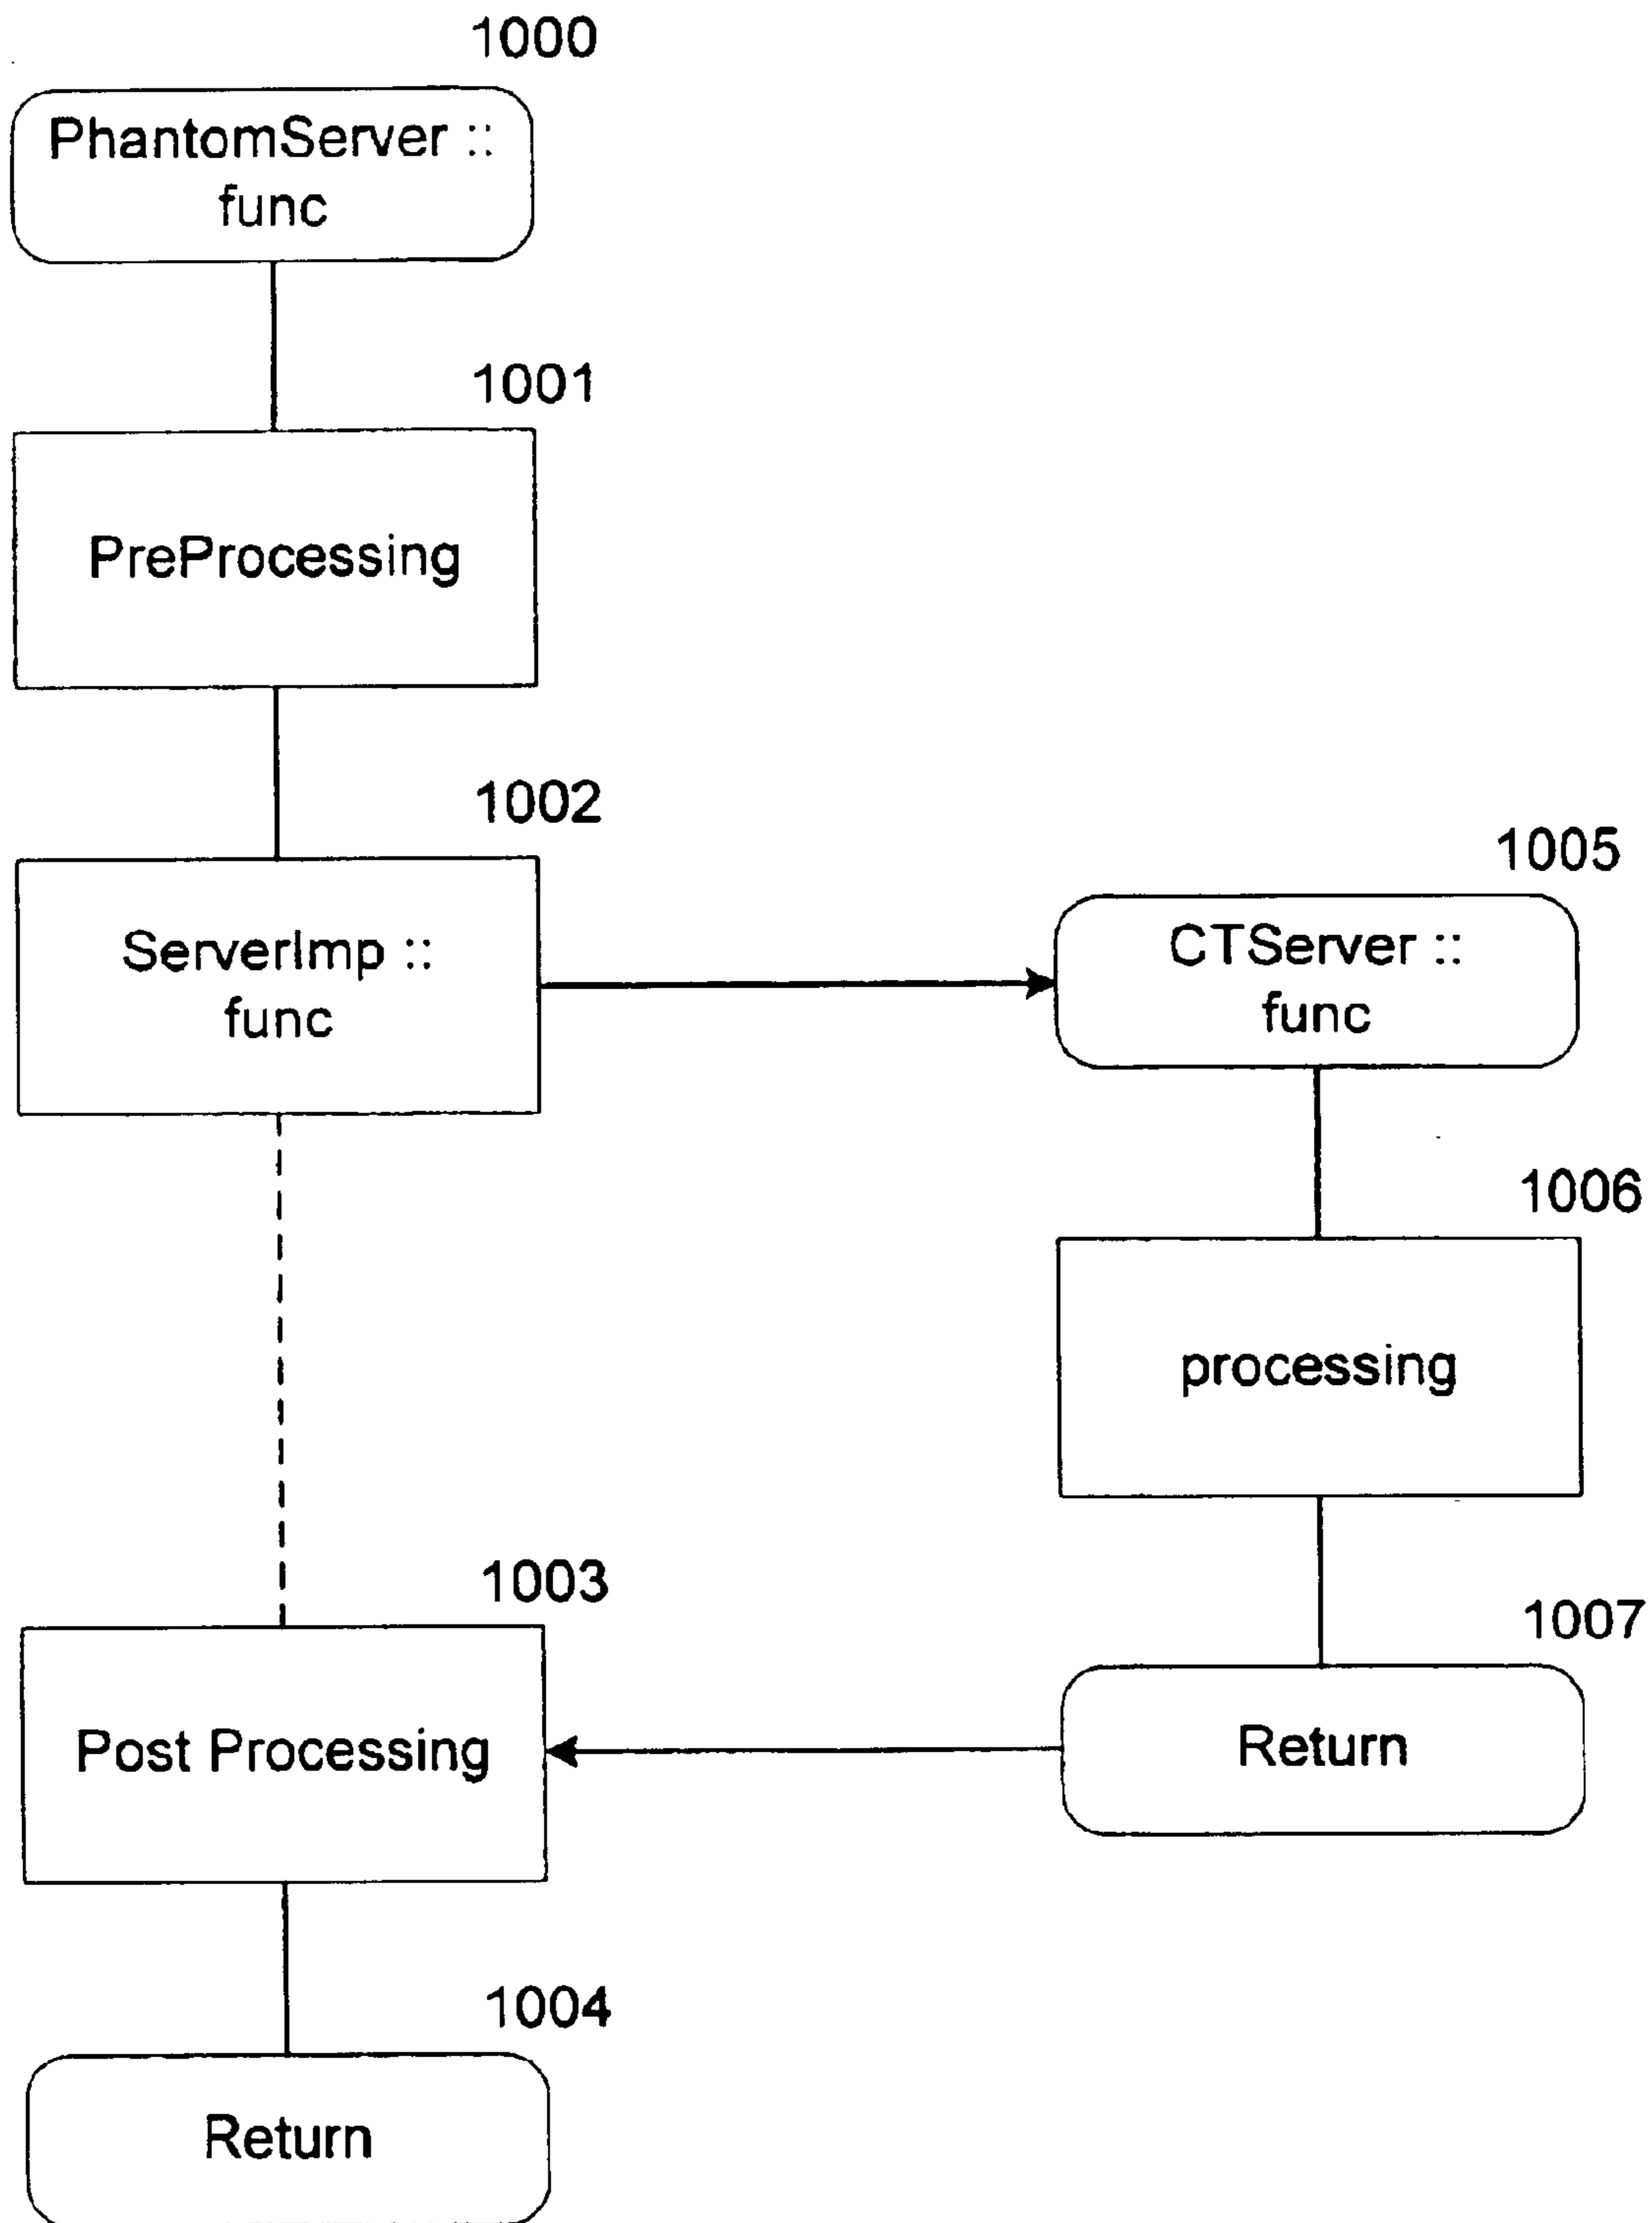 1000
PhantomServer ::
func
1001
PreProcessing
1002
ServerImp ::
func
1005
CTServer ::
func
1006
processing
1003
Post Processing
1007
Return
1004
Return